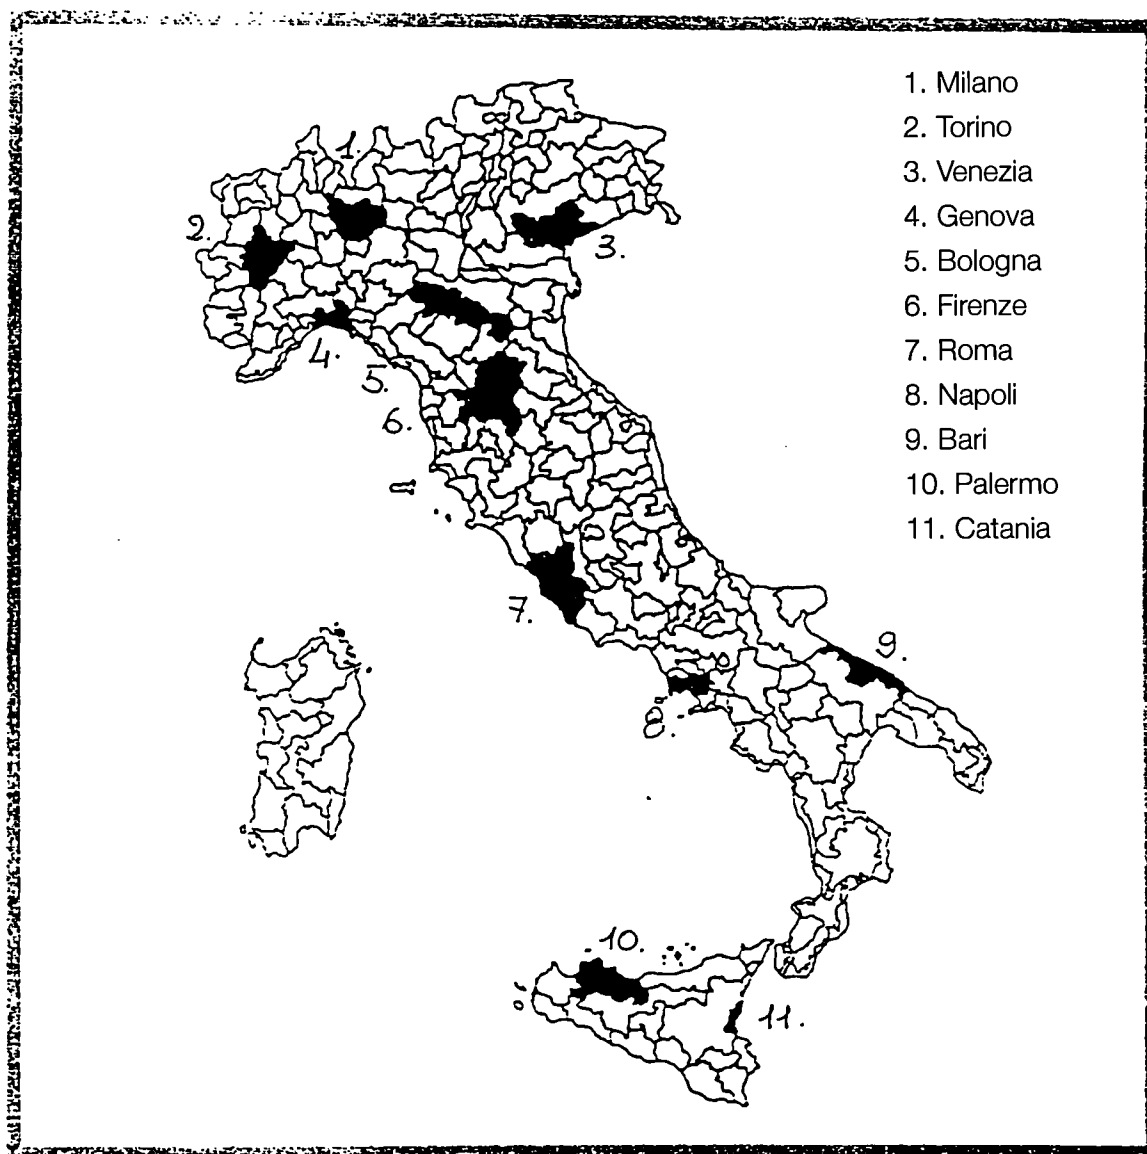 1. Milano
2. Torino
3. Venezia
4. Genova
5. Bologna
6. Firenze
7. Roma
8. Napoli
9. Bari
10. Palermo
11. Catania
1.
2.
3.
4.
5.
6.
7.
8.
9.
10.
11.